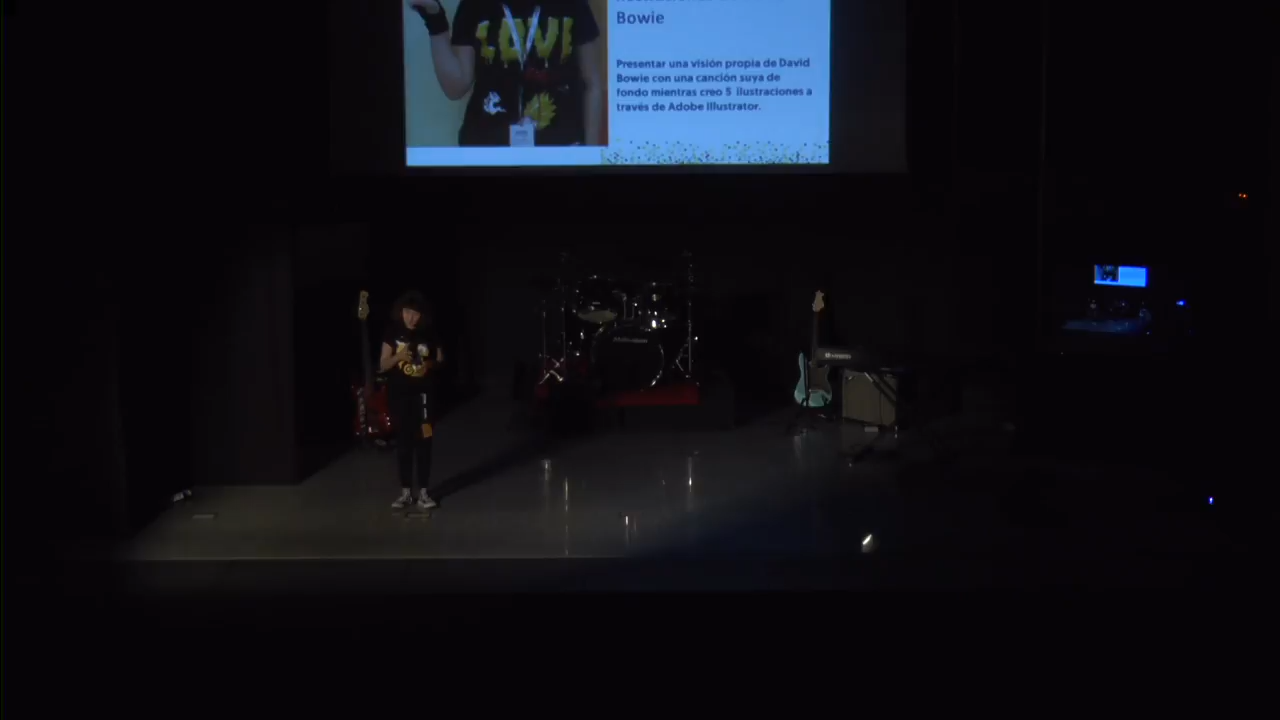 Bowie
Presentar una visión propia de David
Bowie con una canción suya de
fondo mientras creo 5 ilustraciones a
través de Adobe Illustrator.
LOVE